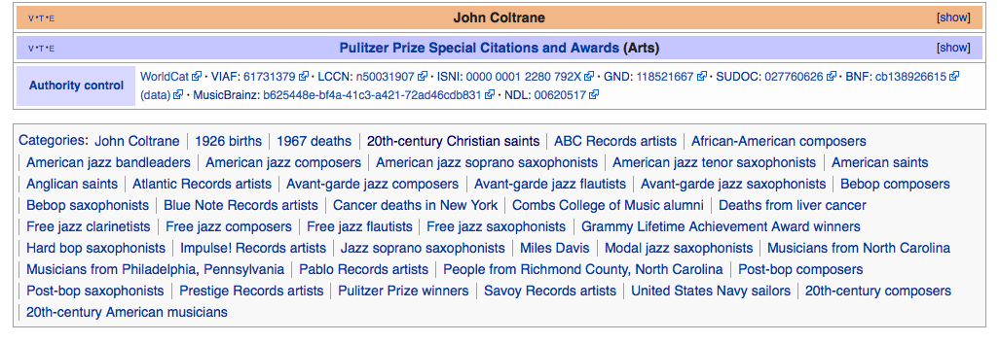 V·T·E John Coltrane [show]
V·T·E Pulitzer Prize Special Citations and Awards (Arts) [show]
Authority control WorldCat · VIAF: 61731379 · LCCN: n50031907 · ISNI: 0000 0001 2280 792X · GND: 118521667 · SUDOC: 027760626 · BNF: cb138926615
(data) · MusicBrainz: b625448e-bf4a-41c3-a421-72ad46cdb831 · NDL: 00620517
Categories: John Coltrane | 1926 births | 1967 deaths | 20th-century Christian saints | ABC Records artists | African-American composers
| American jazz bandleaders | American jazz composers | American jazz soprano saxophonists | American jazz tenor saxophonists | American saints
| Anglican saints | Atlantic Records artists | Avant-garde jazz composers | Avant-garde jazz flautists | Avant-garde jazz saxophonists | Bebop composers
| Bebop saxophonists | Blue Note Records artists | Cancer deaths in New York | Combs College of Music alumni | Deaths from liver cancer
| Free jazz clarinetists | Free jazz composers | Free jazz flautists | Free jazz saxophonists | Grammy Lifetime Achievement Award winners
| Hard bop saxophonists | Impulse! Records artists | Jazz soprano saxophonists | Miles Davis | Modal jazz saxophonists | Musicians from North Carolina
| Musicians from Philadelphia, Pennsylvania | Pablo Records artists | People from Richmond County, North Carolina | Post-bop composers
| Post-bop saxophonists | Prestige Records artists | Pulitzer Prize winners | Savoy Records artists | United States Navy sailors | 20th-century composers
| 20th-century American musicians